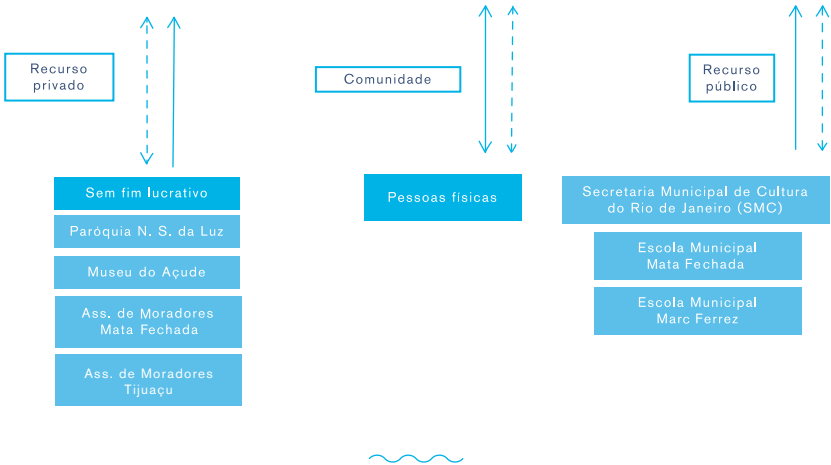 Recurso
privado
Comunidade
Recurso
público
Sem fim lucrativo
Paróquia N. S. da Luz
Museu do Açude
Ass. de Moradores
Mata Fechada
Ass. de Moradores
Tijuaçu
Pessoas físicas
Secretaria Municipal de Cultura
do Rio de Janeiro (SMC)
Escola Municipal
Mata Fechada
Escola Municipal
Marc Ferrez